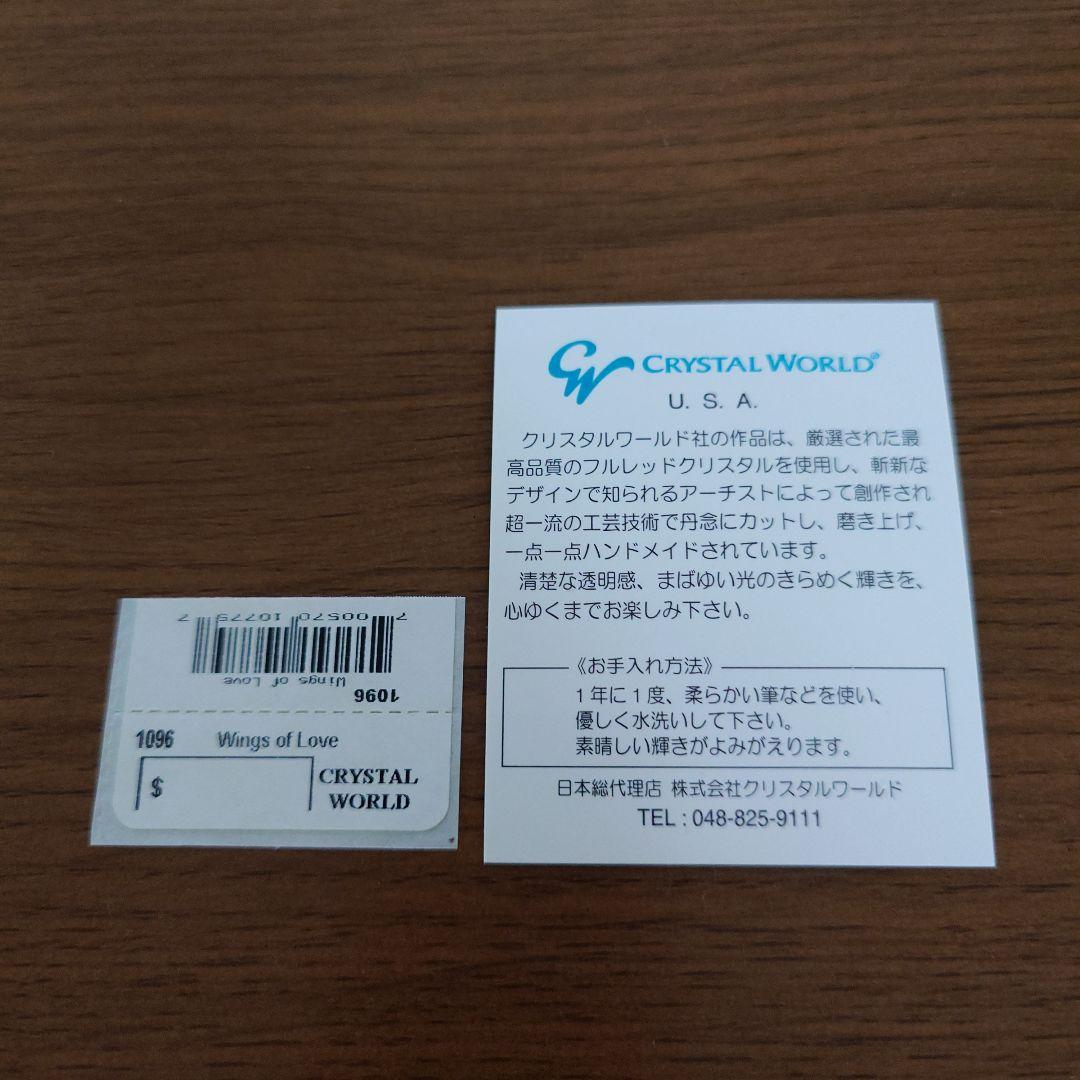 7 00570 10775 7
Wings of Love
1096
1096 Wings of Love
$
CRYSTAL
WORLD
CW CRYSTAL WORLD®
U. S. A.
クリスタルワールド社の作品は、厳選された最
高品質のフルレッドクリスタルを使用し、斬新な
デザインで知られるアーチストによって創作され
超一流の工芸技術で丹念にカットし、磨き上げ、
一点一点ハンドメイドされています。
清楚な透明感、まばゆい光のきらめく輝きを、
心ゆくまでお楽しみ下さい。
《お手入れ方法》
1年に1度、柔らかい筆などを使い、
優しく水洗いして下さい。
素晴しい輝きがよみがえります。
日本総代理店 株式会社クリスタルワールド
TEL : 048-825-9111